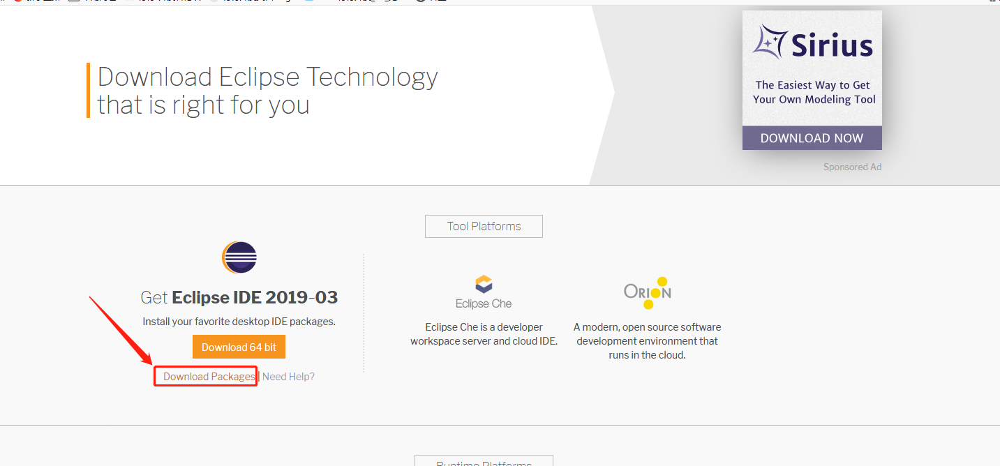 Download Eclipse Technology
that is right for you
Sirius
The Easiest Way to Get
Your Own Modeling Tool
DOWNLOAD NOW
Sponsored Ad
Tool Platforms
Get Eclipse IDE 2019-03
Install your favorite desktop IDE packages.
Download 64 bit
Download Packages | Need Help?
Eclipse Che
Eclipse Che is a developer
workspace server and cloud IDE.
ORION
A modern, open source software
development environment that
runs in the cloud.
Runtime Platforms